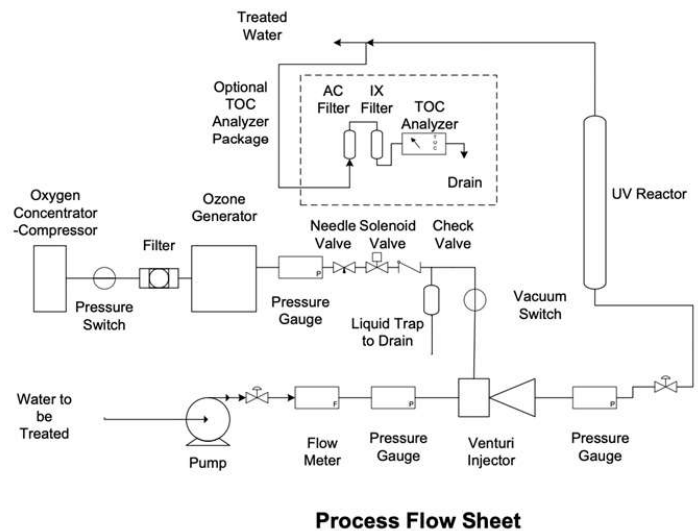 Treated
Water
Optional
TOC
Analyzer
Package
AC
Filter
IX
Filter
TOC
Analyzer
T
O
C
Drain
UV Reactor
Oxygen
Concentrator
-Compressor
Filter
Ozone
Generator
Needle
Valve
Solenoid
Valve
Check
Valve
P
Pressure
Switch
Pressure
Gauge
Liquid Trap
to Drain
Vacuum
Switch
Water to
be
Treated
Pump
F
Flow
Meter
P
Pressure
Gauge
Venturi
Injector
P
Pressure
Gauge
Process Flow Sheet